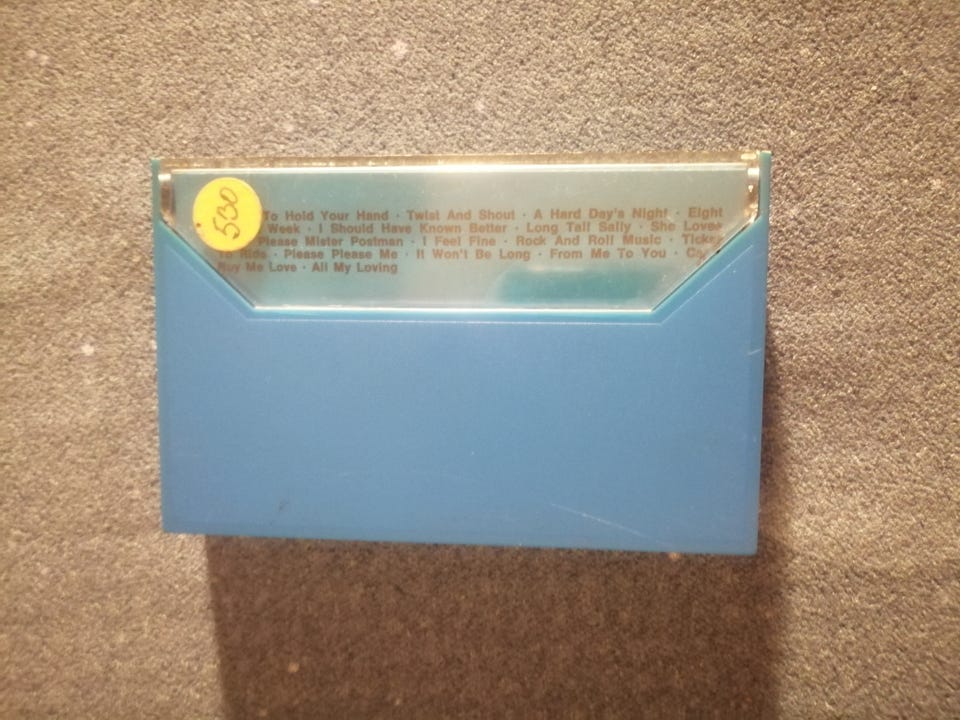 530
To Hold Your Hand · Twist And Shout · A Hard Day's Night · Eight
Week · I Should Have Known Better · Long Tall Sally · She Loves
Please Mister Postman · I Feel Fine · Rock And Roll Music · Ticket
To Ride · Please Please Me · It Won't Be Long · From Me To You ·
Buy Me Love · All My Loving